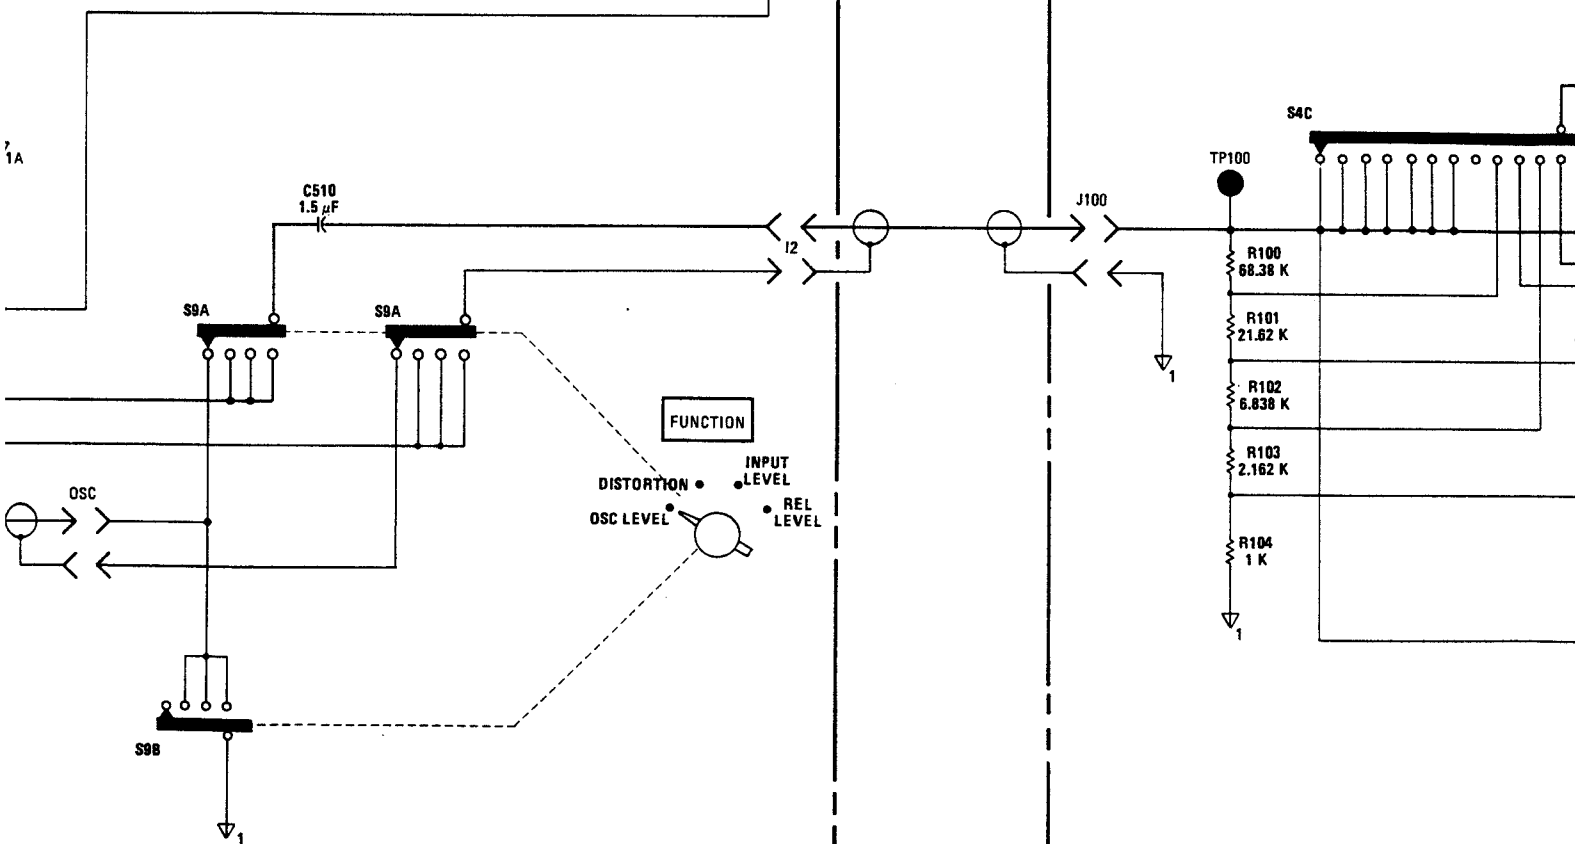 S4C
TP100
1A
C510
1.5 µF
J100
I2
R100
68.38 K
S9A
S9A
R101
21.62 K
1
R102
6.838 K
FUNCTION
INPUT
LEVEL
DISTORTION
R103
2.162 K
OSC
REL
LEVEL
OSC LEVEL
R104
1 K
1
S9B
1